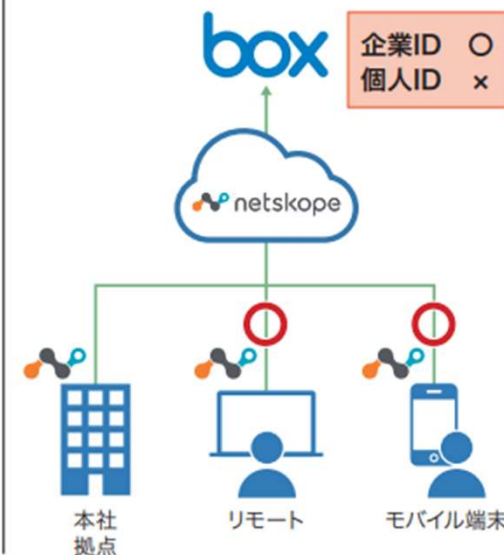 box
企業ID 〇
個人ID ×
netskope
本社
拠点
リモート
モバイル端末